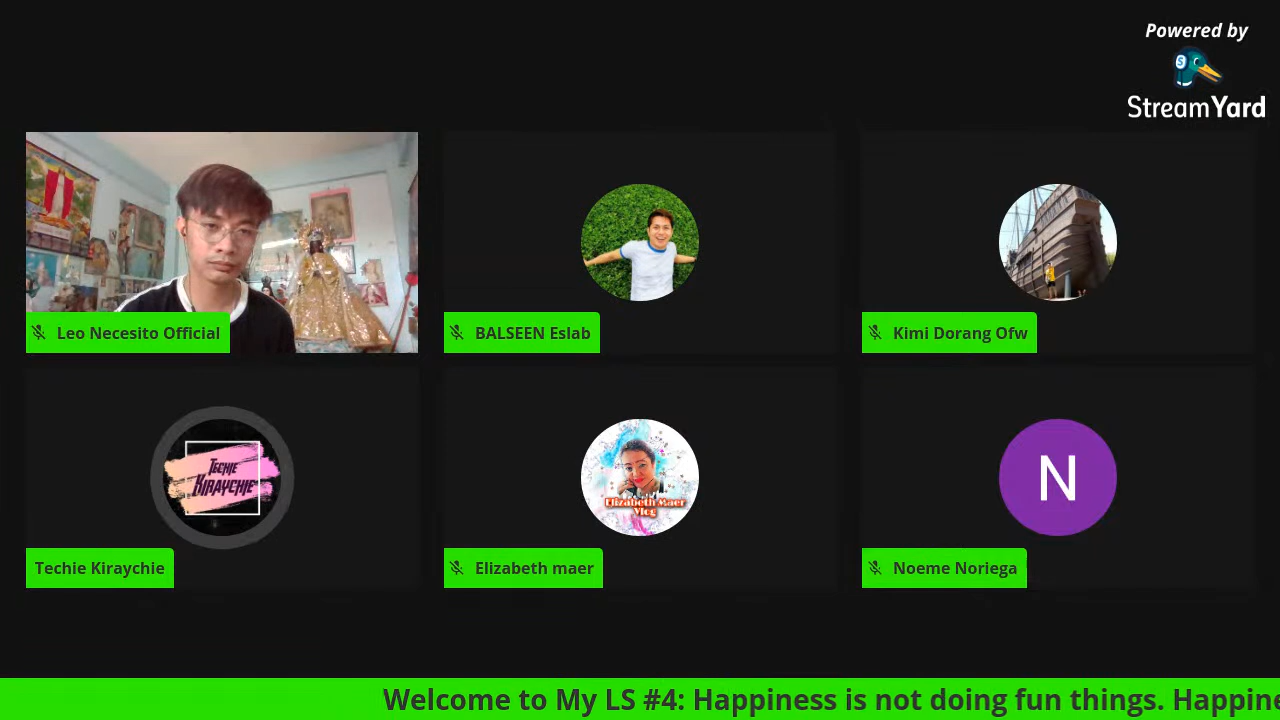 Powered by
StreamYard
Leo Necesito Official
BALSEEN Eslab
Kimi Dorang Ofw
TECHIE
KIRAYCHIE
Techie Kiraychie
Elizabeth Maer
Vlog
Elizabeth maer
N
Noeme Noriega
Welcome to My LS #4: Happiness is not doing fun things. Happine